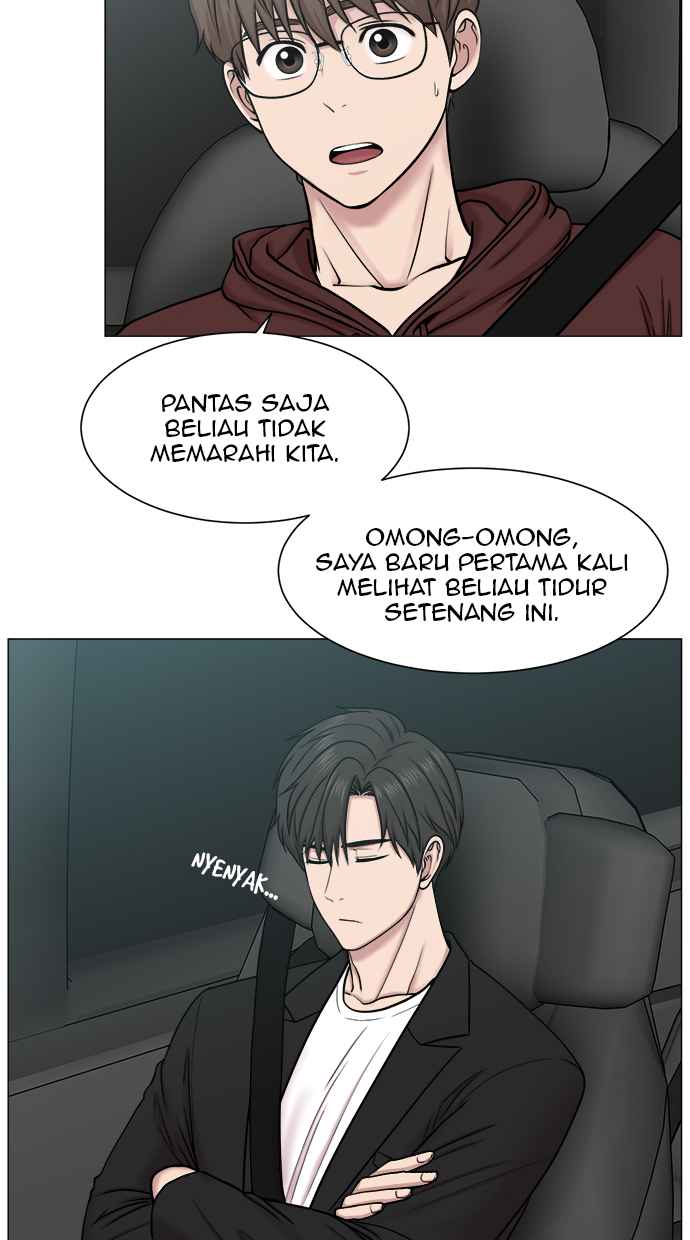 PANTAS SAJA
BELIAU TIDAK
MEMARAHI KITA.
OMONG-OMONG,
SAYA BARU PERTAMA KALI
MELIHAT BELIAU TIDUR
SETENANG INI.
NYENYAK...